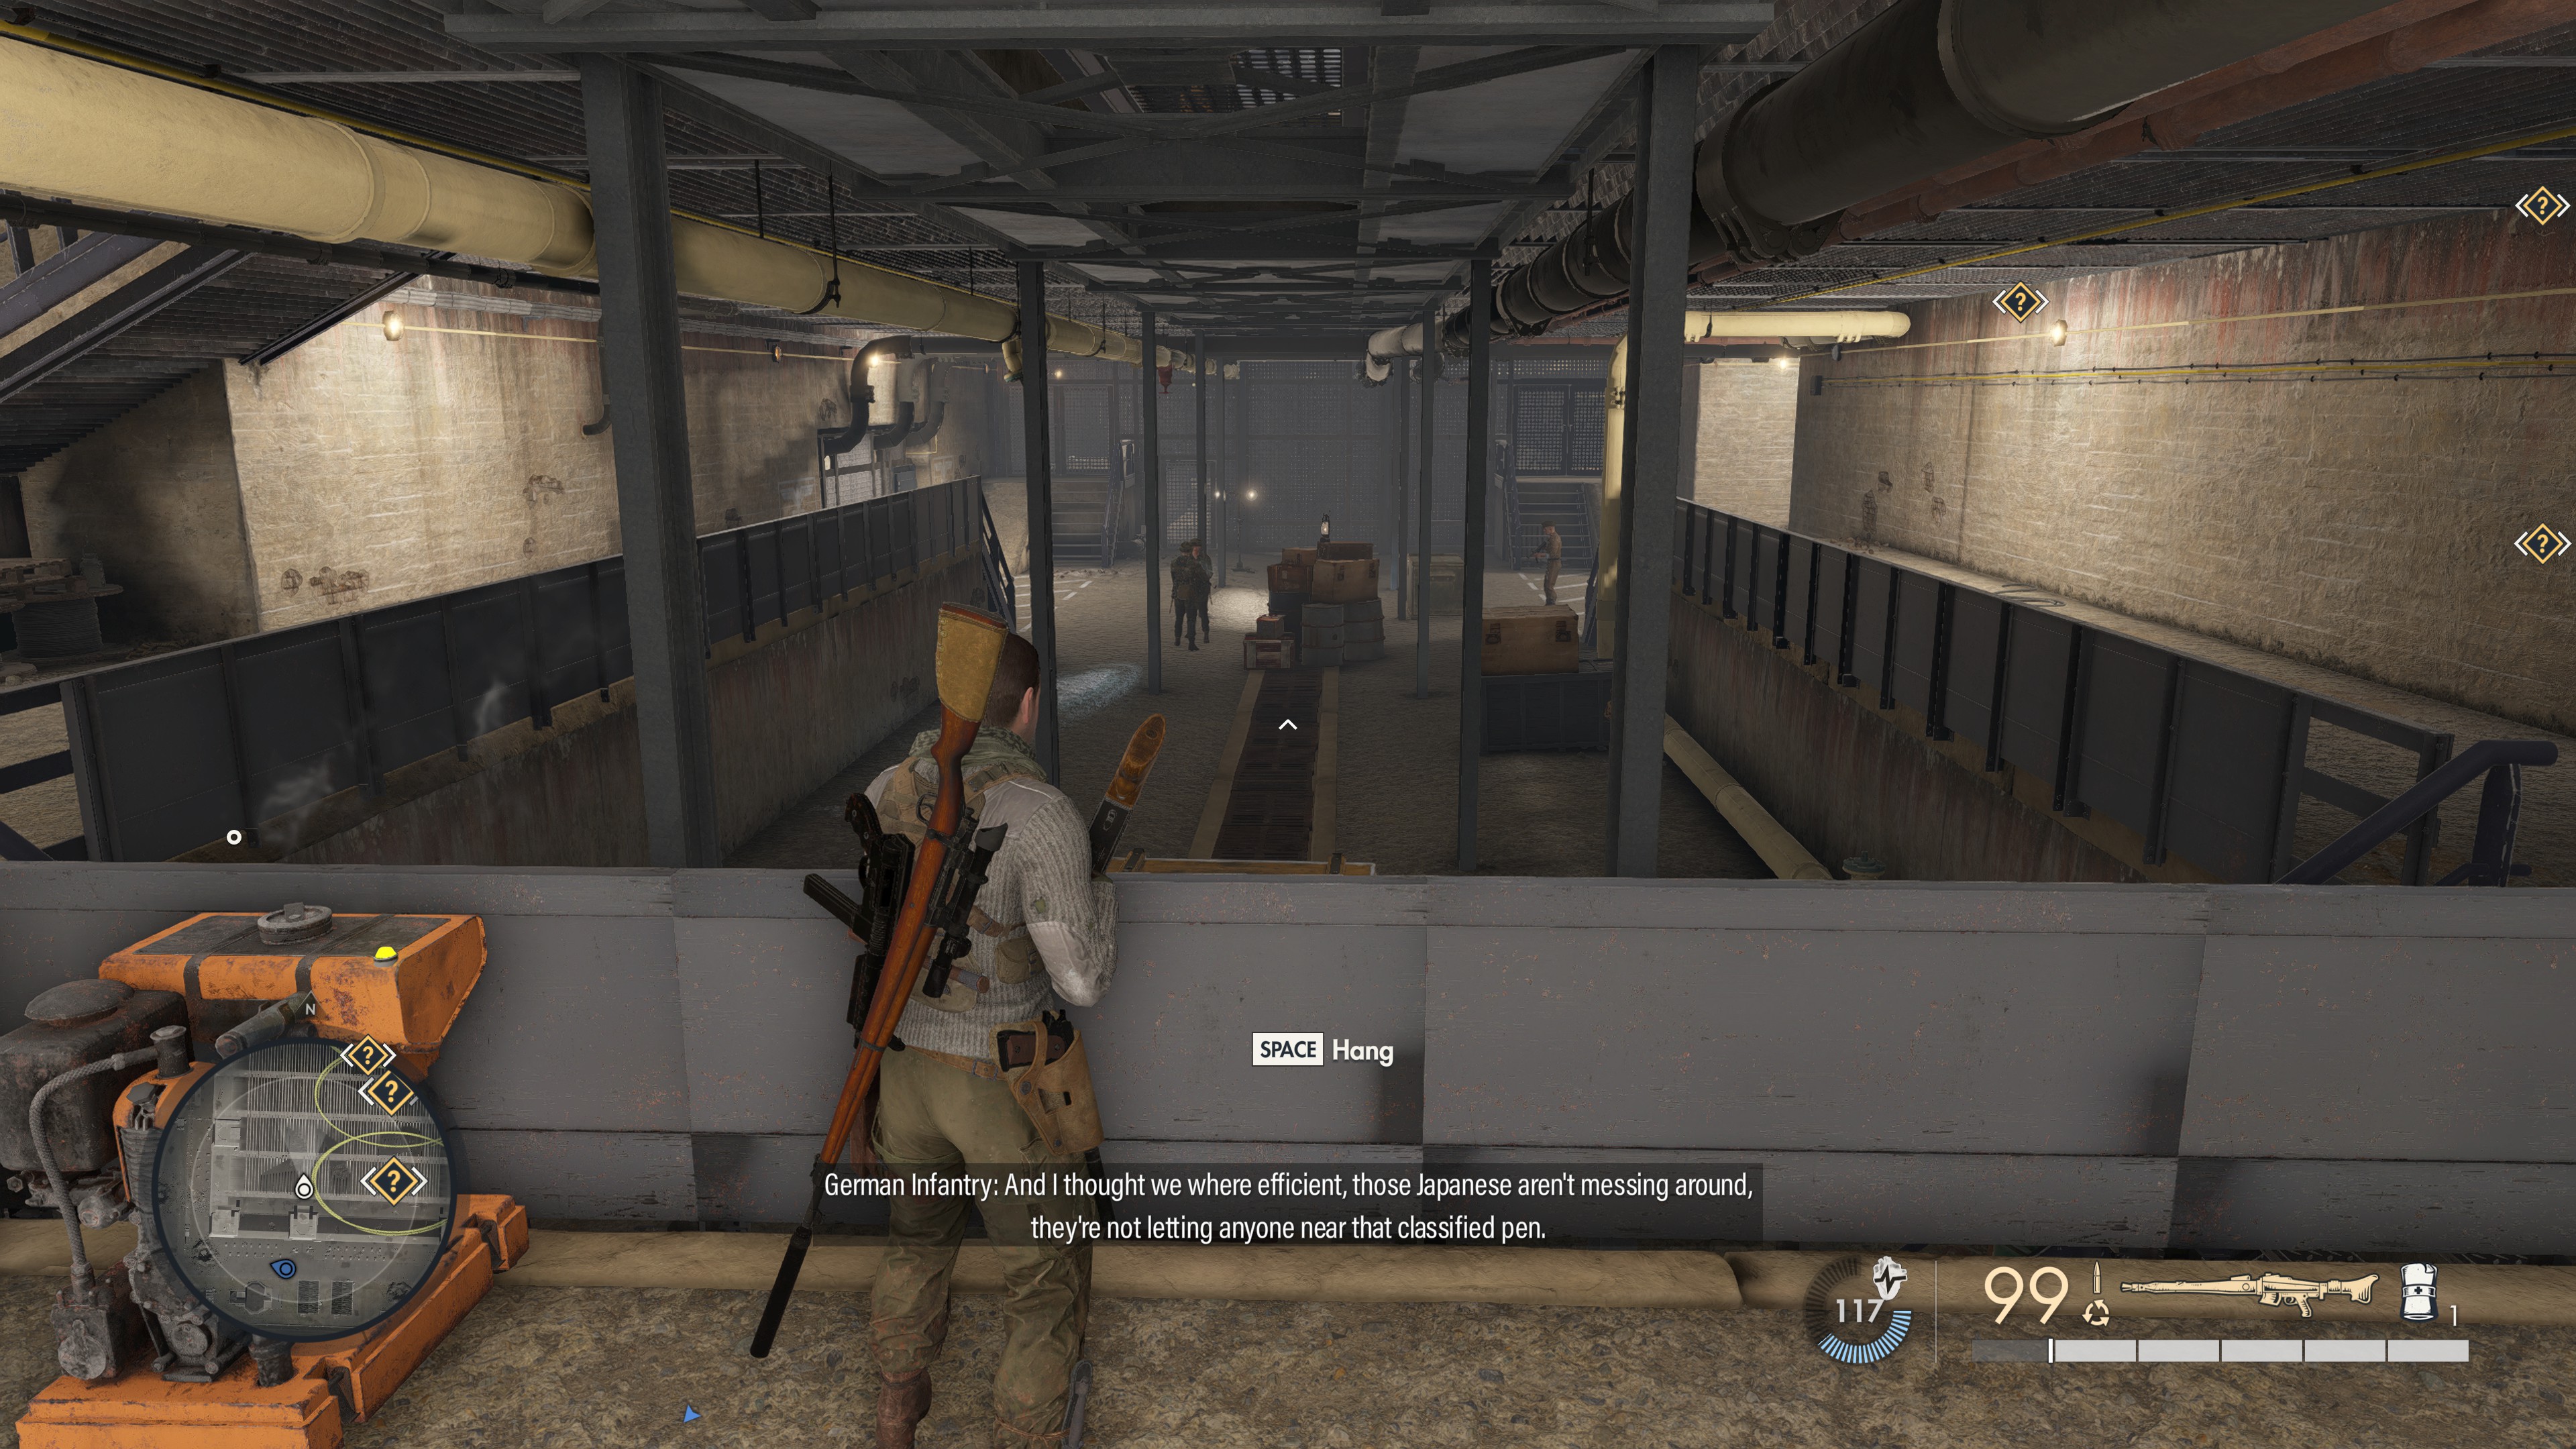 ?
?
?
N
?
?
?
SPACE Hang
German Infantry: And I thought we where efficient, those Japanese aren't messing around,
they're not letting anyone near that classified pen.
117
99
1